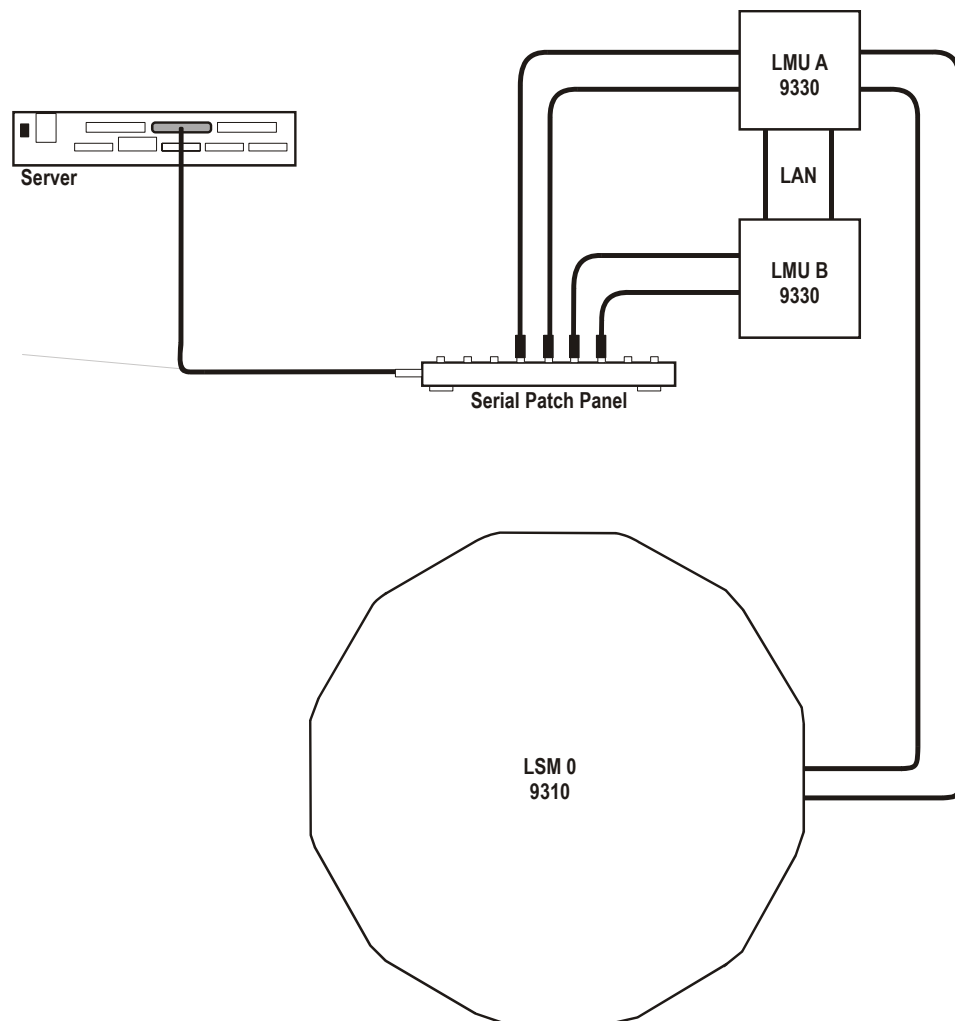 LMU A
9330
Server
LAN
LMU B
9330
Serial Patch Panel
LSM 0
9310